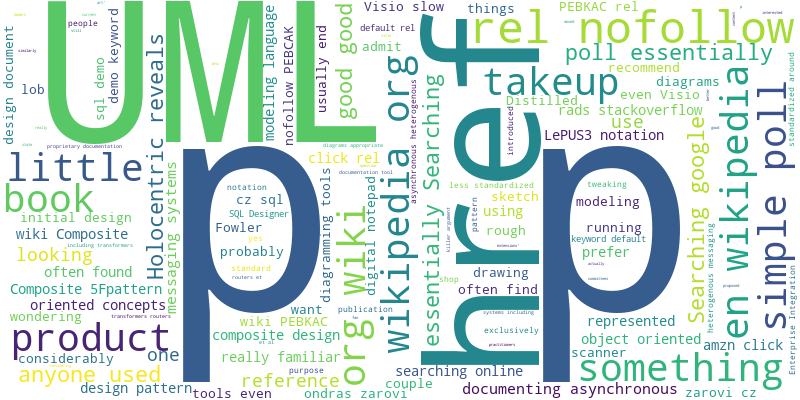 UML
p
href
p
rel nofollow
takeup
poll essentially
something
simple poll
en wikipedia
wikipedia org
org wiki
product
little
book
Holocentric reveals
anyone used
good good
Searching google
essentially Searching
looking
often found
Composite 5Fpattern
oriented concepts
wondering
considerably
one
design pattern
tools even
really familiar
reference
wiki PEBKAC
composite design
want
publication
purpose
ondras zarovi
couple
searching online
documenting asynchronous
zarovi cz
scanner
object oriented
represented
amzn click
Enterprise Integration
heterogenous messaging
exclusively
often find
drawing
prefer
running
modeling
tweaking
keyword default
LePUS3 notation
rads stackoverflow
use
even Visio
diagrams
recommend
PEBKAC rel
things
default rel
Visio slow
admit
usually end
nofollow PEBCAK
modeling language
demo keyword
sql demo
people
lob
design document
proprietary documentation
initial design
wiki Composite
including transformers
transformers routers
messaging systems
notation
cz sql
SQL Designer
Fowler
yes
probably
standard
routers et
et al
diagramming tools
digital notepad
click rel
diagrams appropriate
documentation tool
asynchronous heterogenous
Distilled
introduced
less standardized
sketch
using
rough
pattern
killer argument
shop
systems including
practitioners
standardized around
extensions'
actually
similarly
really